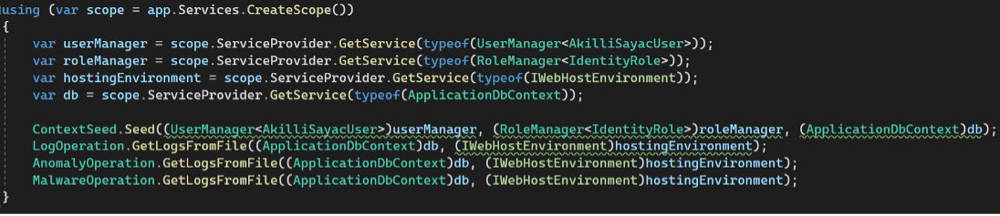 using (var scope = app.Services.CreateScope())
{
    var userManager = scope.ServiceProvider.GetService(typeof(UserManager<AkilliSayacUser>));
    var roleManager = scope.ServiceProvider.GetService(typeof(RoleManager<IdentityRole>));
    var hostingEnvironment = scope.ServiceProvider.GetService(typeof(IWebHostEnvironment));
    var db = scope.ServiceProvider.GetService(typeof(ApplicationDbContext));

    ContextSeed.Seed((UserManager<AkilliSayacUser>)userManager, (RoleManager<IdentityRole>)roleManager, (ApplicationDbContext)db);
    LogOperation.GetLogsFromFile((ApplicationDbContext)db, (IWebHostEnvironment)hostingEnvironment);
    AnomalyOperation.GetLogsFromFile((ApplicationDbContext)db, (IWebHostEnvironment)hostingEnvironment);
    MalwareOperation.GetLogsFromFile((ApplicationDbContext)db, (IWebHostEnvironment)hostingEnvironment);
}